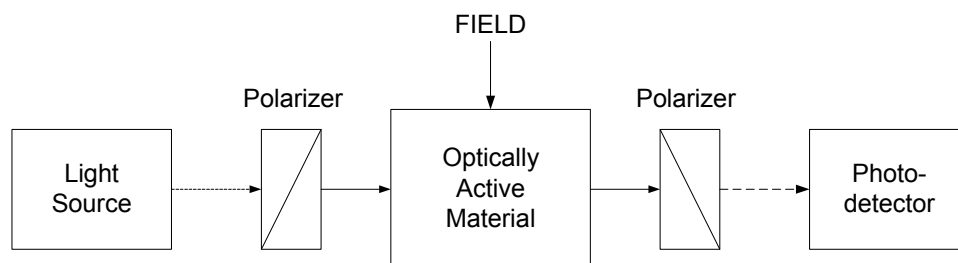 FIELD
Polarizer
Polarizer
Light
Source
Optically
Active
Material
Photo-
detector